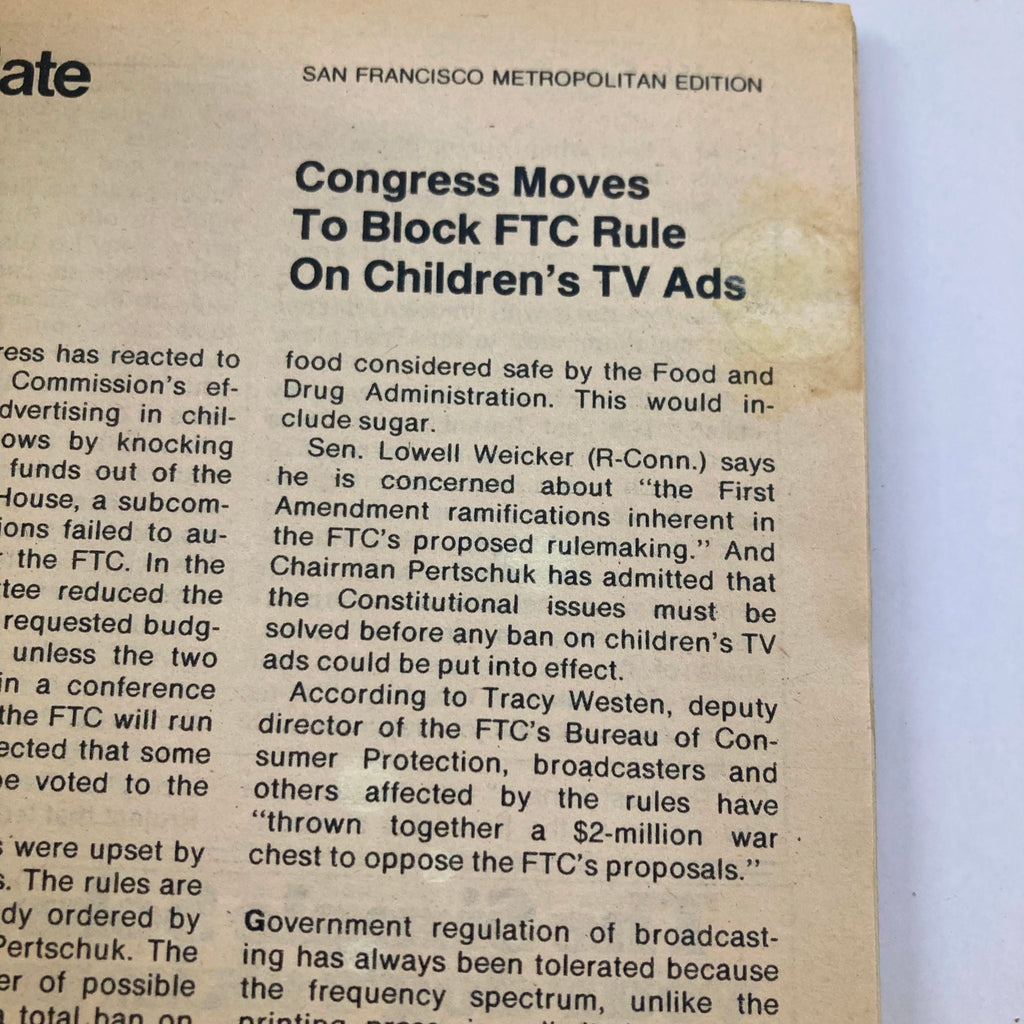 SAN FRANCISCO METROPOLITAN EDITION
Congress Moves
To Block FTC Rule
On Children's TV Ads
has reacted to
Commission's ef-
in chil-
by knocking
funds out of the
House, a subcom-
failed to au-
the FTC. In the
reduced the
requested budg-
unless the two
in a conference
the FTC will run
that some
be voted to the
were upset by
The rules are
ordered by
Pertschuk. The
of possible
total ban on
food considered safe by the Food and
Drug Administration. This would in-
clude sugar.
Sen. Lowell Weicker (R-Conn.) says
he is concerned about "the First
Amendment ramifications inherent in
the FTC's proposed rulemaking." And
Chairman Pertschuk has admitted that
the Constitutional issues must be
solved before any ban on children's TV
ads could be put into effect.
According to Tracy Westen, deputy
director of the FTC's Bureau of Con-
sumer Protection, broadcasters and
others affected by the rules have
"thrown together a $2-million war
chest to oppose the FTC's proposals."
Government regulation of broadcast-
ing has always been tolerated because
the frequency spectrum, unlike the